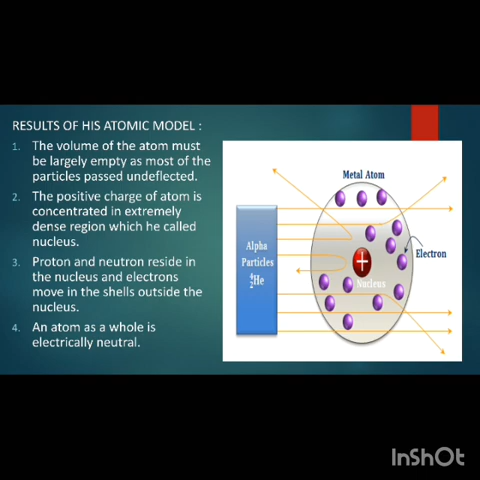 RESULTS OF HIS ATOMIC MODEL :
1. The volume of the atom must
be largely empty as most of the
particles passed undeflected.
2. The positive charge of atom is
concentrated in extremely
dense region which he called
nucleus.
3. Proton and neutron reside in
the nucleus and electrons
move in the shells outside the
nucleus.
4. An atom as a whole is
electrically neutral.
Metal Atom
Alpha
Particles
⁴₂He
Electron
+
Nucleus
InShOt